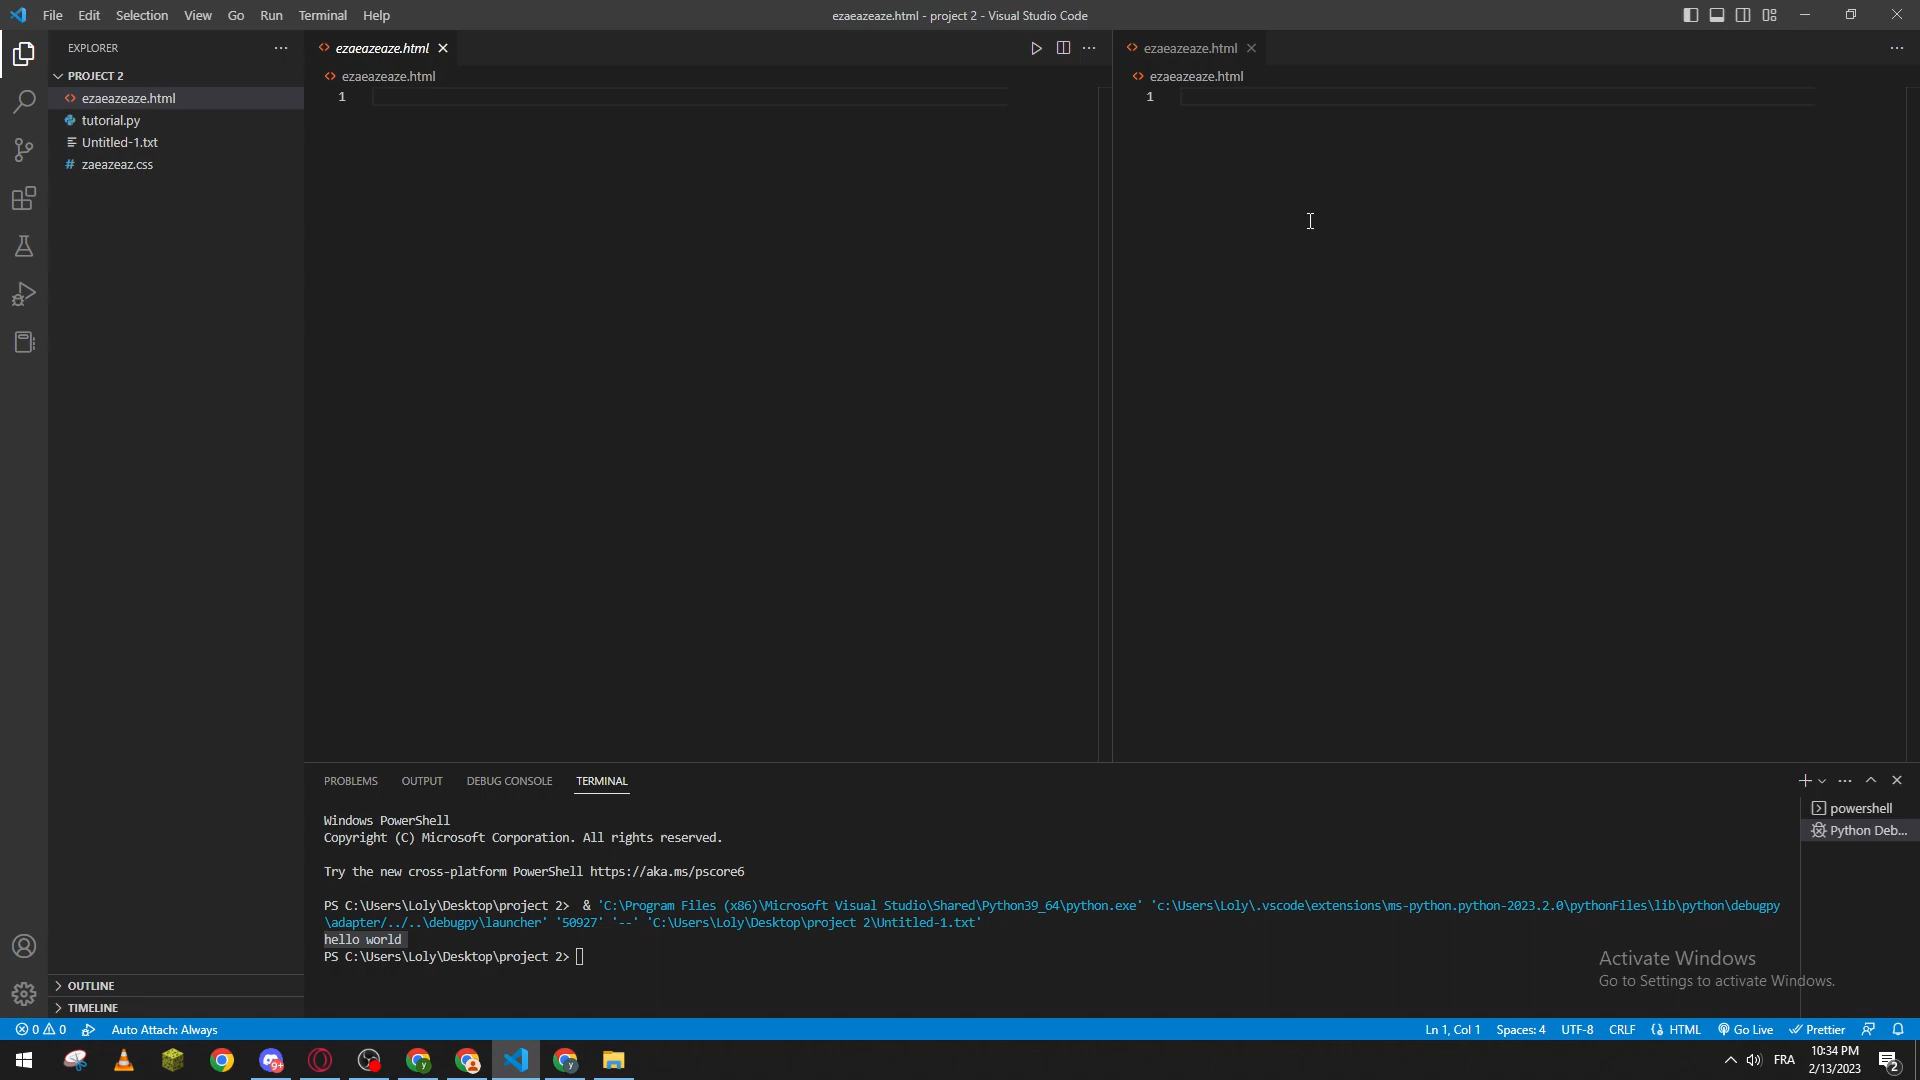 File Edit Selection View Go Run Terminal Help
ezaeazeaze.html - project 2 - Visual Studio Code
EXPLORER
PROJECT 2
ezaeazeaze.html
tutorial.py
Untitled-1.txt
zaeazeaz.css
OUTLINE
TIMELINE
ezaeazeaze.html
ezaeazeaze.html
1
ezaeazeaze.html
ezaeazeaze.html
1
PROBLEMS OUTPUT DEBUG CONSOLE TERMINAL
Windows PowerShell
Copyright (C) Microsoft Corporation. All rights reserved.
Try the new cross-platform PowerShell https://aka.ms/pscore6
PS C:\Users\Loly\Desktop\project 2> & 'C:\Program Files (x86)\Microsoft Visual Studio\Shared\Python39_64\python.exe' 'c:\Users\Loly\.vscode\extensions\ms-python.python-2023.2.0\pythonFiles\lib\python\debugpy
\adapter/../..\debugpy\launcher' '50927' '--' 'C:\Users\Loly\Desktop\project 2\Untitled-1.txt'
hello world
PS C:\Users\Loly\Desktop\project 2>
powershell
Python Deb...
Activate Windows
Go to Settings to activate Windows.
0 0 Auto Attach: Always
Ln 1, Col 1 Spaces: 4 UTF-8 CRLF HTML Go Live Prettier
9+
y
y
FRA
10:34 PM
2/13/2023
2